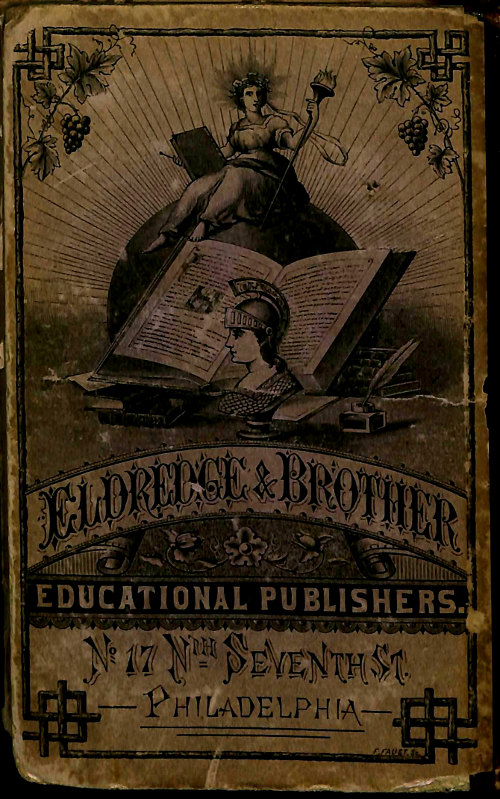 ELDREDGE & BROTHER
EDUCATIONAL PUBLISHERS.
No 17 NTH SEVENTH ST.
— PHILADELPHIA —